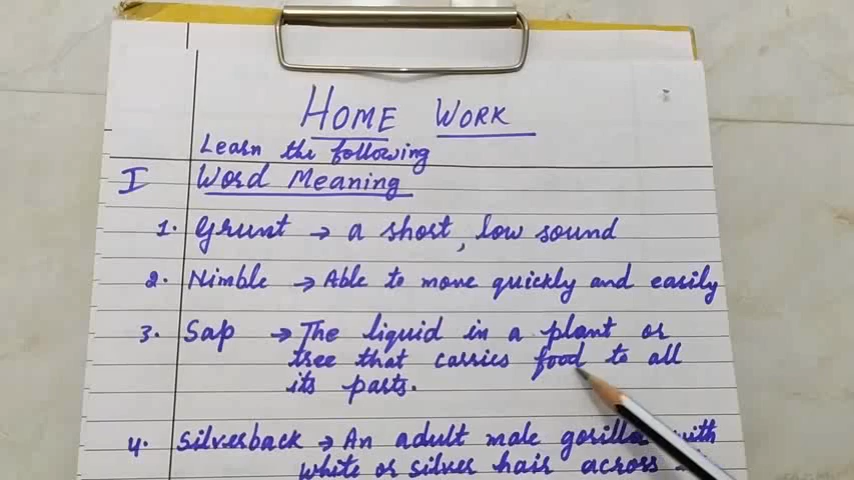 HOME WORK
Learn the following
I Word Meaning
1. Grunt → a short, low sound
2. Nimble → Able to move quickly and easily
3. Sap → The liquid in a plant or
tree that carries food to all
its parts.
4. Silverback → An adult male gorilla with
white or silver hair across